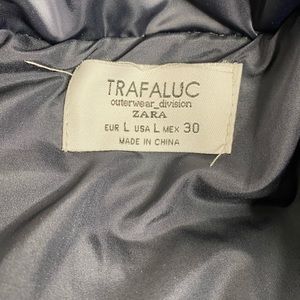 TRAFALUC
outerwear_division
ZARA
EUR L USA L MEX 30
MADE IN CHINA